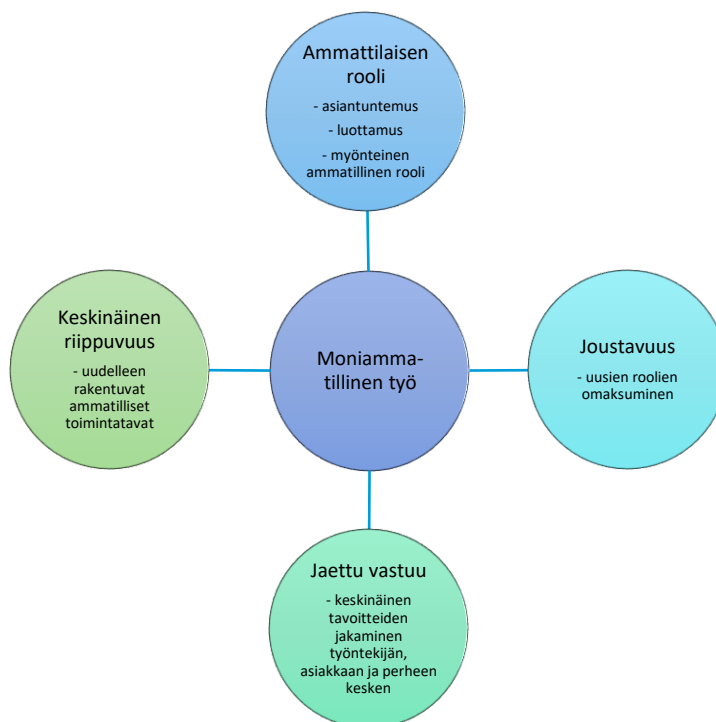 Ammattilaisen
rooli
- asiantuntemus
- luottamus
- myönteinen
ammatillinen rooli
Keskinäinen
riippuvuus
- uudelleen
rakentuvat
ammatilliset
toimintatavat
Moniamma-
tillinen työ
Joustavuus
- uusien roolien
omaksuminen
Jaettu vastuu
- keskinäinen
tavoitteiden
jakaminen
työntekijän,
asiakkaan ja perheen
kesken